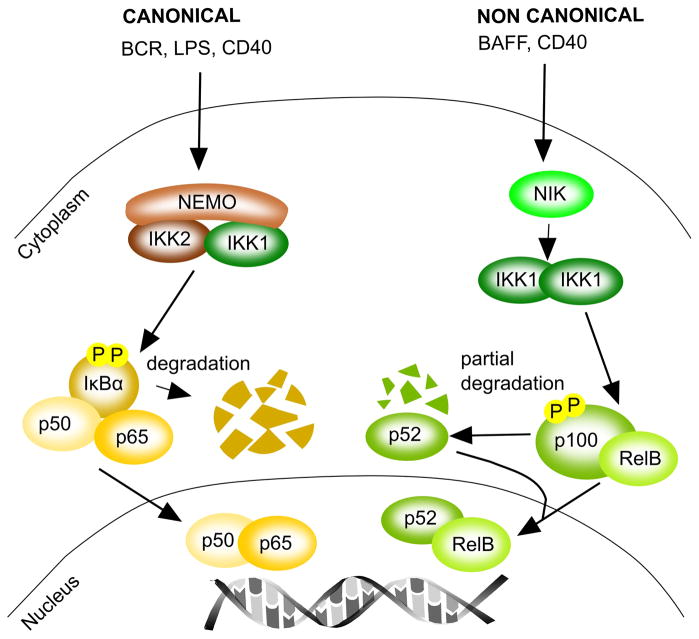 CANONICAL
BCR, LPS, CD40
NON CANONICAL
BAFF, CD40
Cytoplasm
NEMO
IKK2
IKK1
NIK
IKK1
IKK1
P
P
IκBα
degradation
p50
p65
partial
degradation
p52
P
P
p100
RelB
p50
p65
p52
RelB
Nucleus